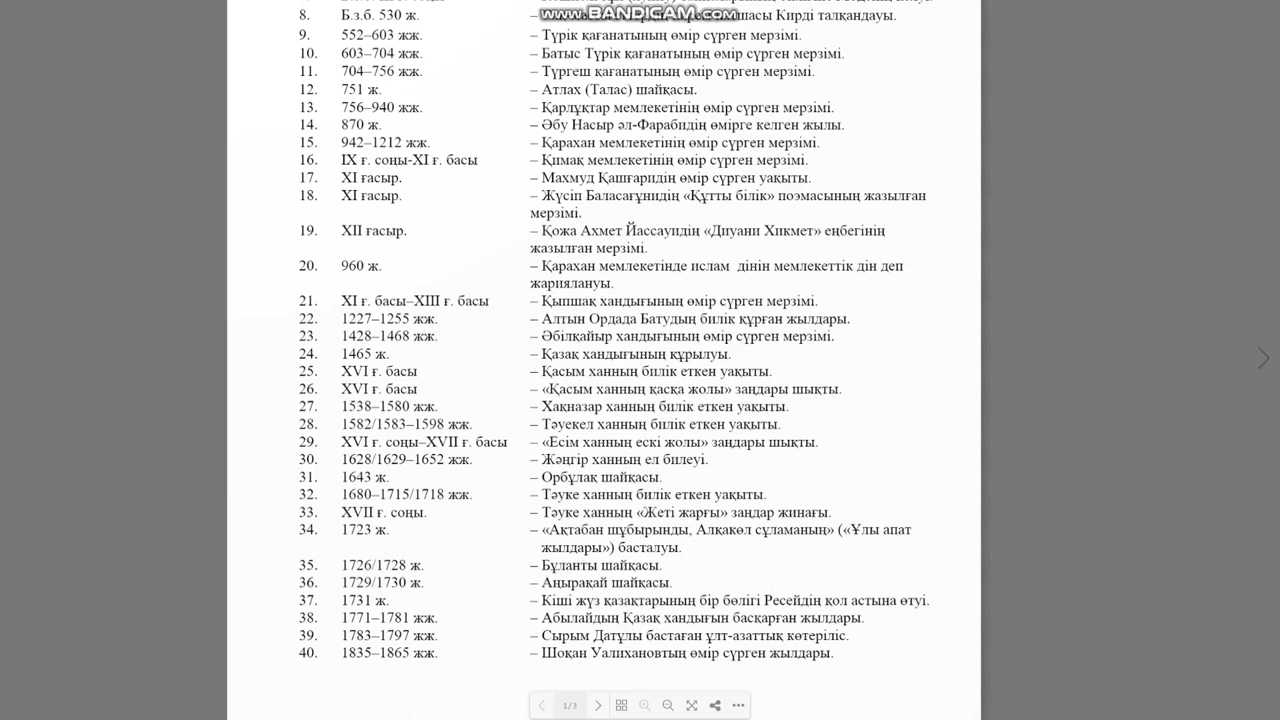 www.BANDICAM.com
8. Б.з.б. 530 ж. – Кирді талқандауы.
9. 552–603 жж. – Түрік қағанатының өмір сүрген мерзімі.
10. 603–704 жж. – Батыс Түрік қағанатының өмір сүрген мерзімі.
11. 704–756 жж. – Түргеш қағанатының өмір сүрген мерзімі.
12. 751 ж. – Атлах (Талас) шайқасы.
13. 756–940 жж. – Қарлұқтар мемлекетінің өмір сүрген мерзімі.
14. 870 ж. – Әбу Насыр әл-Фарабидің өмірге келген жылы.
15. 942–1212 жж. – Қарахан мемлекетінің өмір сүрген мерзімі.
16. IX ғ. соңы-XI ғ. басы – Қимақ мемлекетінің өмір сүрген мерзімі.
17. XI ғасыр. – Махмуд Қашғаридің өмір сүрген уақыты.
18. XI ғасыр. – Жүсіп Баласағұнидің «Құтты білік» поэмасының жазылған
мерзімі.
19. XII ғасыр. – Қожа Ахмет Йассауидің «Диуани Хикмет» еңбегінің
жазылған мерзімі.
20. 960 ж. – Қарахан мемлекетінде ислам дінін мемлекеттік дін деп
жариялануы.
21. XI ғ. басы–XIII ғ. басы – Қыпшақ хандығының өмір сүрген мерзімі.
22. 1227–1255 жж. – Алтын Ордада Батудың билік құрған жылдары.
23. 1428–1468 жж. – Әбілқайыр хандығының өмір сүрген мерзімі.
24. 1465 ж. – Қазақ хандығының құрылуы.
25. XVI ғ. басы – Қасым ханның билік еткен уақыты.
26. XVI ғ. басы – «Қасым ханның қасқа жолы» заңдары шықты.
27. 1538–1580 жж. – Хақназар ханның билік еткен уақыты.
28. 1582/1583–1598 жж. – Тәуекел ханның билік еткен уақыты.
29. XVI ғ. соңы–XVII ғ. басы – «Есім ханның ескі жолы» заңдары шықты.
30. 1628/1629–1652 жж. – Жәңгір ханның ел билеуі.
31. 1643 ж. – Орбұлақ шайқасы.
32. 1680–1715/1718 жж. – Тәуке ханның билік еткен уақыты.
33. XVII ғ. соңы. – Тәуке ханның «Жеті жарғы» заңдар жинағы.
34. 1723 ж. – «Ақтабан шұбырынды, Алқакөл сұламаның» («Ұлы апат
жылдары») басталуы.
35. 1726/1728 ж. – Бұланты шайқасы.
36. 1729/1730 ж. – Аңырақай шайқасы.
37. 1731 ж. – Кіші жүз қазақтарының бір бөлігі Ресейдің қол астына өтуі.
38. 1771–1781 жж. – Абылайдың Қазақ хандығын басқарған жылдары.
39. 1783–1797 жж. – Сырым Датұлы бастаған ұлт-азаттық көтеріліс.
40. 1835–1865 жж. – Шоқан Уалихановтың өмір сүрген жылдары.
1/3